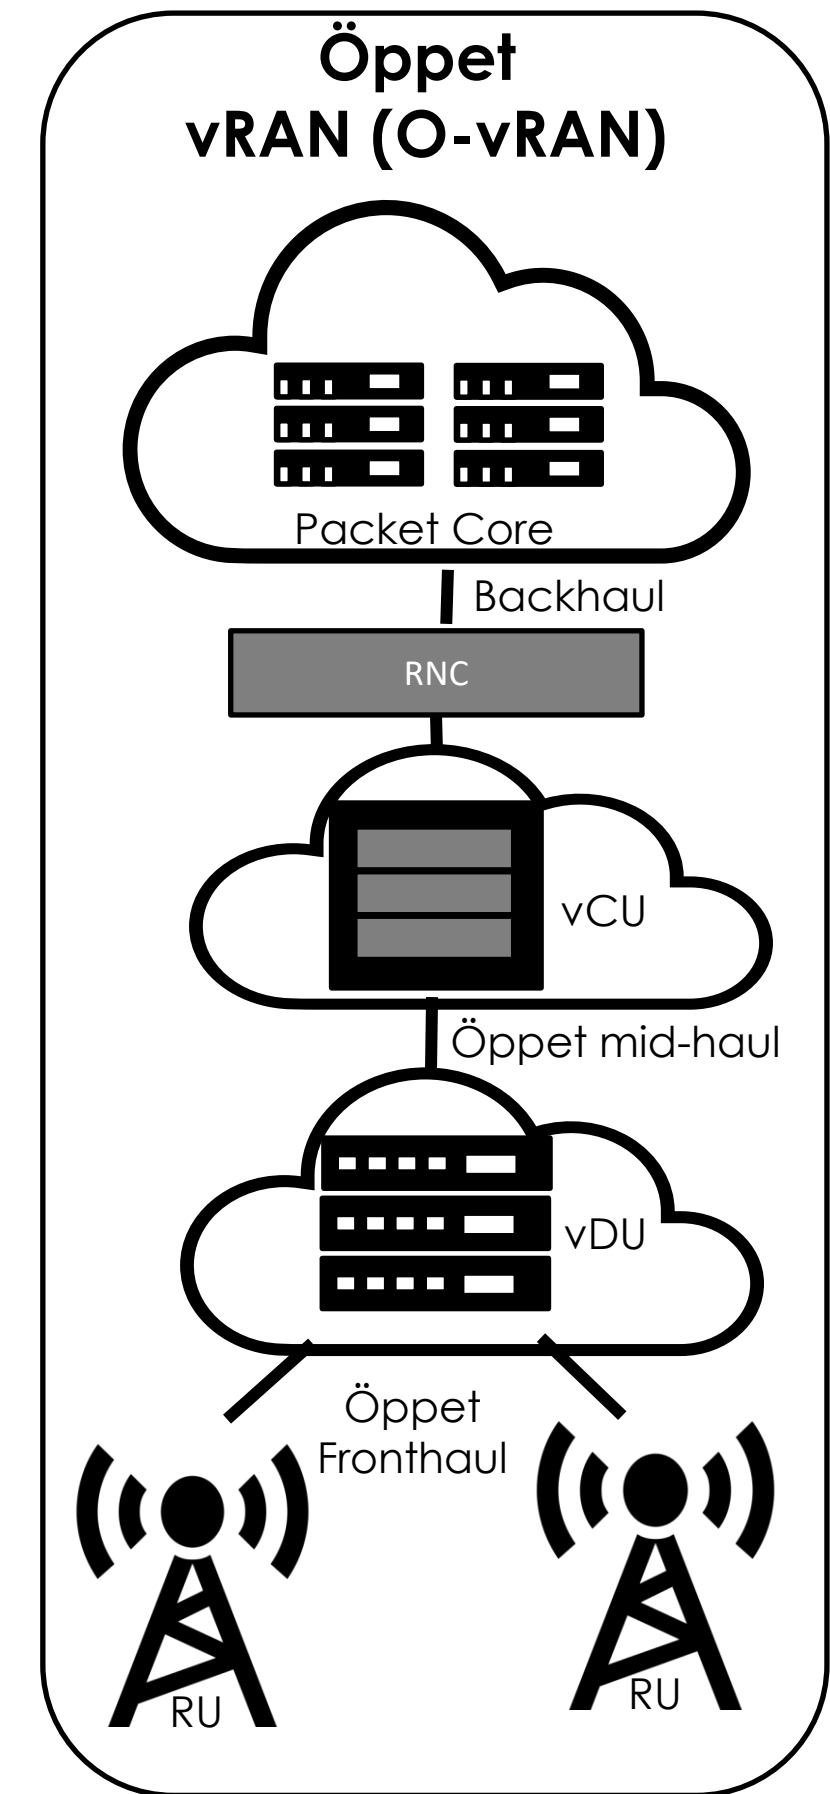 Öppet
vRAN (O-vRAN)
Packet Core
Backhaul
RNC
vCU
Öppet mid-haul
vDU
Öppet
Fronthaul
RU
RU